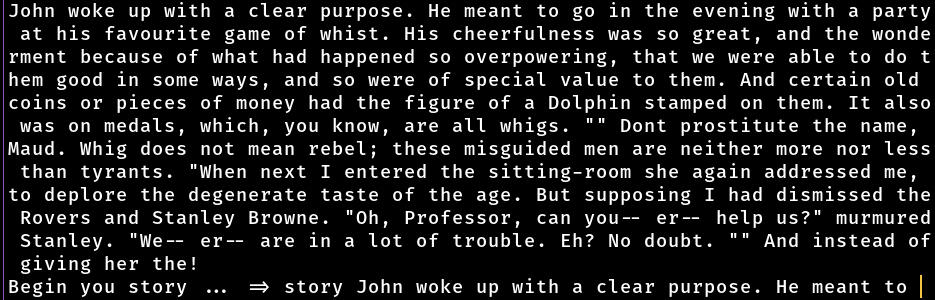 John woke up with a clear purpose. He meant to go in the evening with a party
 at his favourite game of whist. His cheerfulness was so great, and the wonde
rment because of what had happened so overpowering, that we were able to do t
hem good in some ways, and so were of special value to them. And certain old 
coins or pieces of money had the figure of a Dolphin stamped on them. It also
 was on medals, which, you know, are all whigs. "" Dont prostitute the name, 
Maud. Whig does not mean rebel; these misguided men are neither more nor less
 than tyrants. "When next I entered the sitting-room she again addressed me, 
to deplore the degenerate taste of the age. But supposing I had dismissed the
 Rovers and Stanley Browne. "Oh, Professor, can you-- er-- help us?" murmured
 Stanley. "We-- er-- are in a lot of trouble. Eh? No doubt. "" And instead of
 giving her the!
Begin you story ... => story John woke up with a clear purpose. He meant to